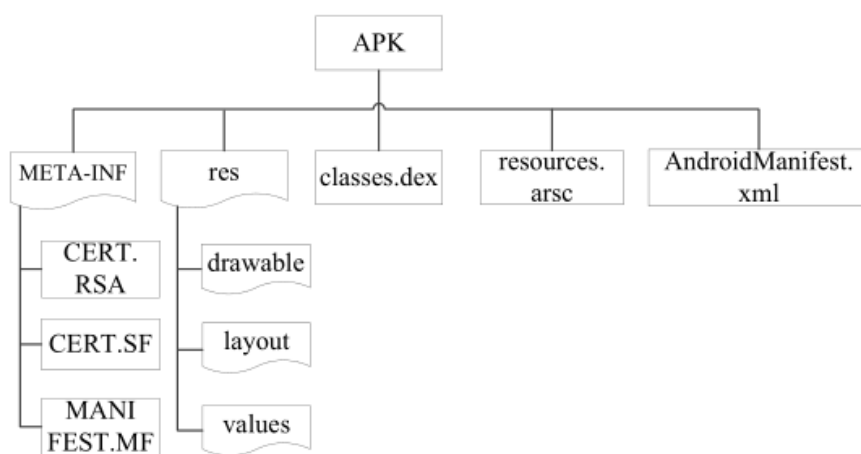 APK
META-INF
res
classes.dex
resources.
arsc
AndroidManifest.
xml
CERT.
RSA
CERT.SF
MANI
FEST.MF
drawable
layout
values